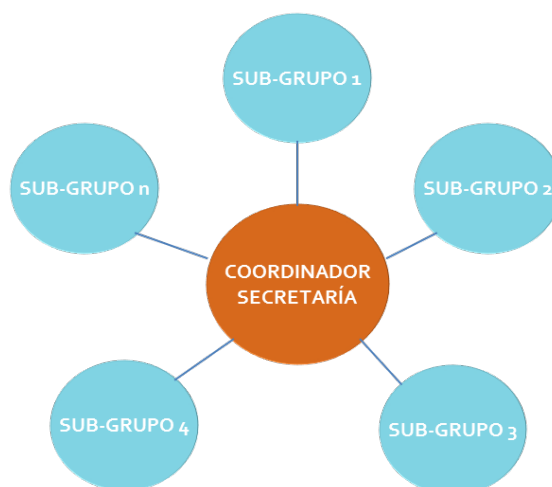 SUB-GRUPO 1
SUB-GRUPO n
SUB-GRUPO 2
COORDINADOR
SECRETARÍA
SUB-GRUPO 4
SUB-GRUPO 3